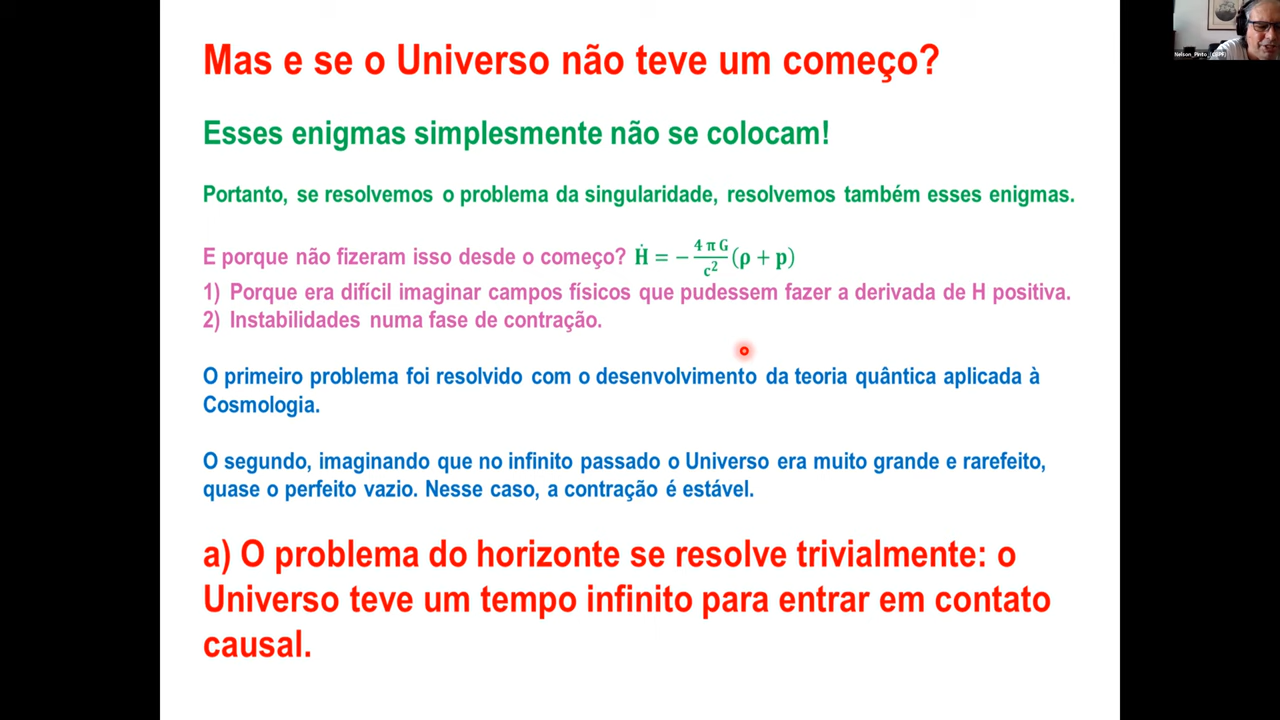 Mas e se o Universo não teve um começo?
Esses enigmas simplesmente não se colocam!
Portanto, se resolvemos o problema da singularidade, resolvemos também esses enigmas.
E porque não fizeram isso desde o começo? Ḣ = − 4 π G / c² (ρ + p)
1) Porque era difícil imaginar campos físicos que pudessem fazer a derivada de H positiva.
2) Instabilidades numa fase de contração.
O primeiro problema foi resolvido com o desenvolvimento da teoria quântica aplicada à
Cosmologia.
O segundo, imaginando que no infinito passado o Universo era muito grande e rarefeito,
quase o perfeito vazio. Nesse caso, a contração é estável.
a) O problema do horizonte se resolve trivialmente: o
Universo teve um tempo infinito para entrar em contato
causal.
Nelson_Pinto_(CBPF)